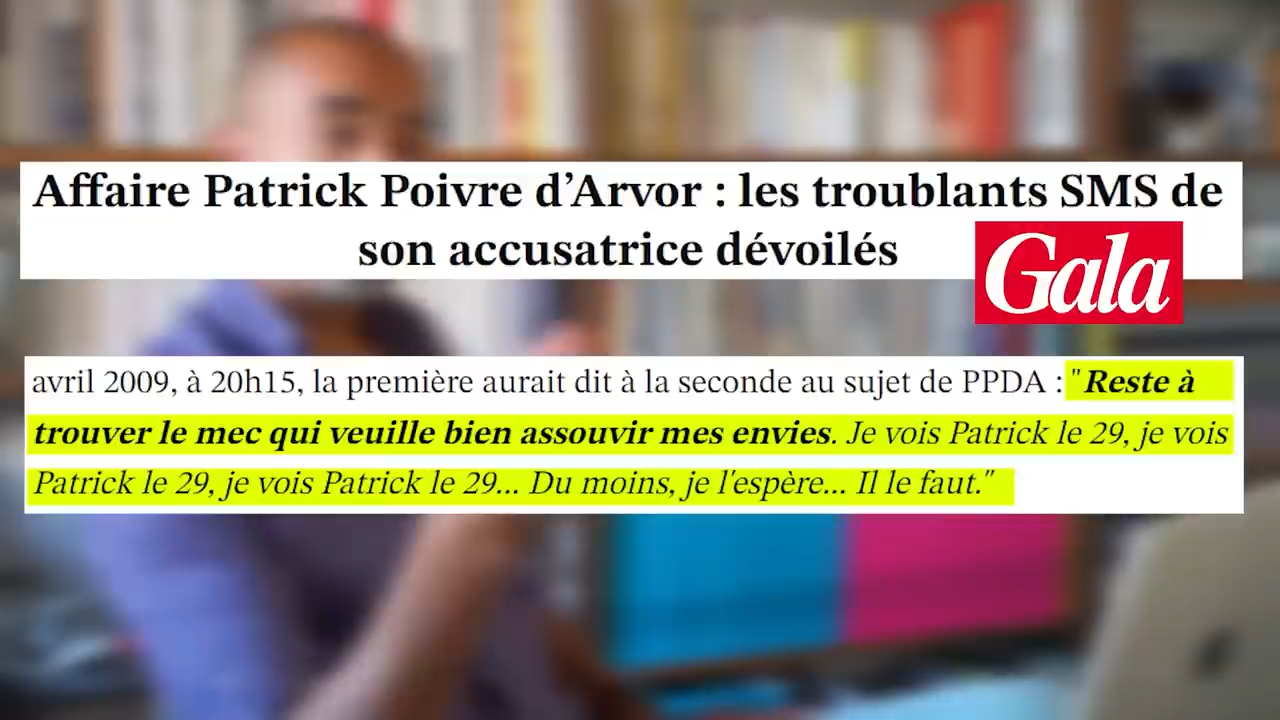 Affaire Patrick Poivre d’Arvor : les troublants SMS de
son accusatrice dévoilés
Gala
avril 2009, à 20h15, la première aurait dit à la seconde au sujet de PPDA : "Reste à
trouver le mec qui veuille bien assouvir mes envies. Je vois Patrick le 29, je vois
Patrick le 29, je vois Patrick le 29... Du moins, je l'espère... Il le faut."